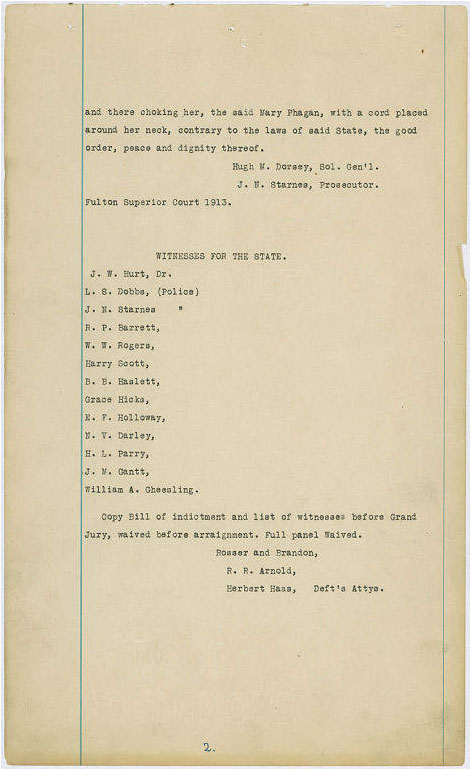 and there choking her, the said Mary Phagan, with a cord placed
around her neck, contrary to the laws of said State, the good
order, peace and dignity thereof.
Hugh M. Dorsey, Sol. Gen'l.
J. N. Starnes, Prosecutor.
Fulton Superior Court 1913.
WITNESSES FOR THE STATE.
J. W. Hurt, Dr.
L. S. Dobbs, (Police)
J. N. Starnes "
R. P. Barrett,
W. W. Rogers,
Harry Scott,
B. B. Haslett,
Grace Hicks,
E. F. Holloway,
N. V. Darley,
H. L. Parry,
J. M. Gantt,
William A. Gheesling.
Copy Bill of indictment and list of witnesses before Grand
Jury, waived before arraignment. Full panel Waived.
Rosser and Brandon,
R. R. Arnold,
Herbert Haas, Deft's Attys.
2.